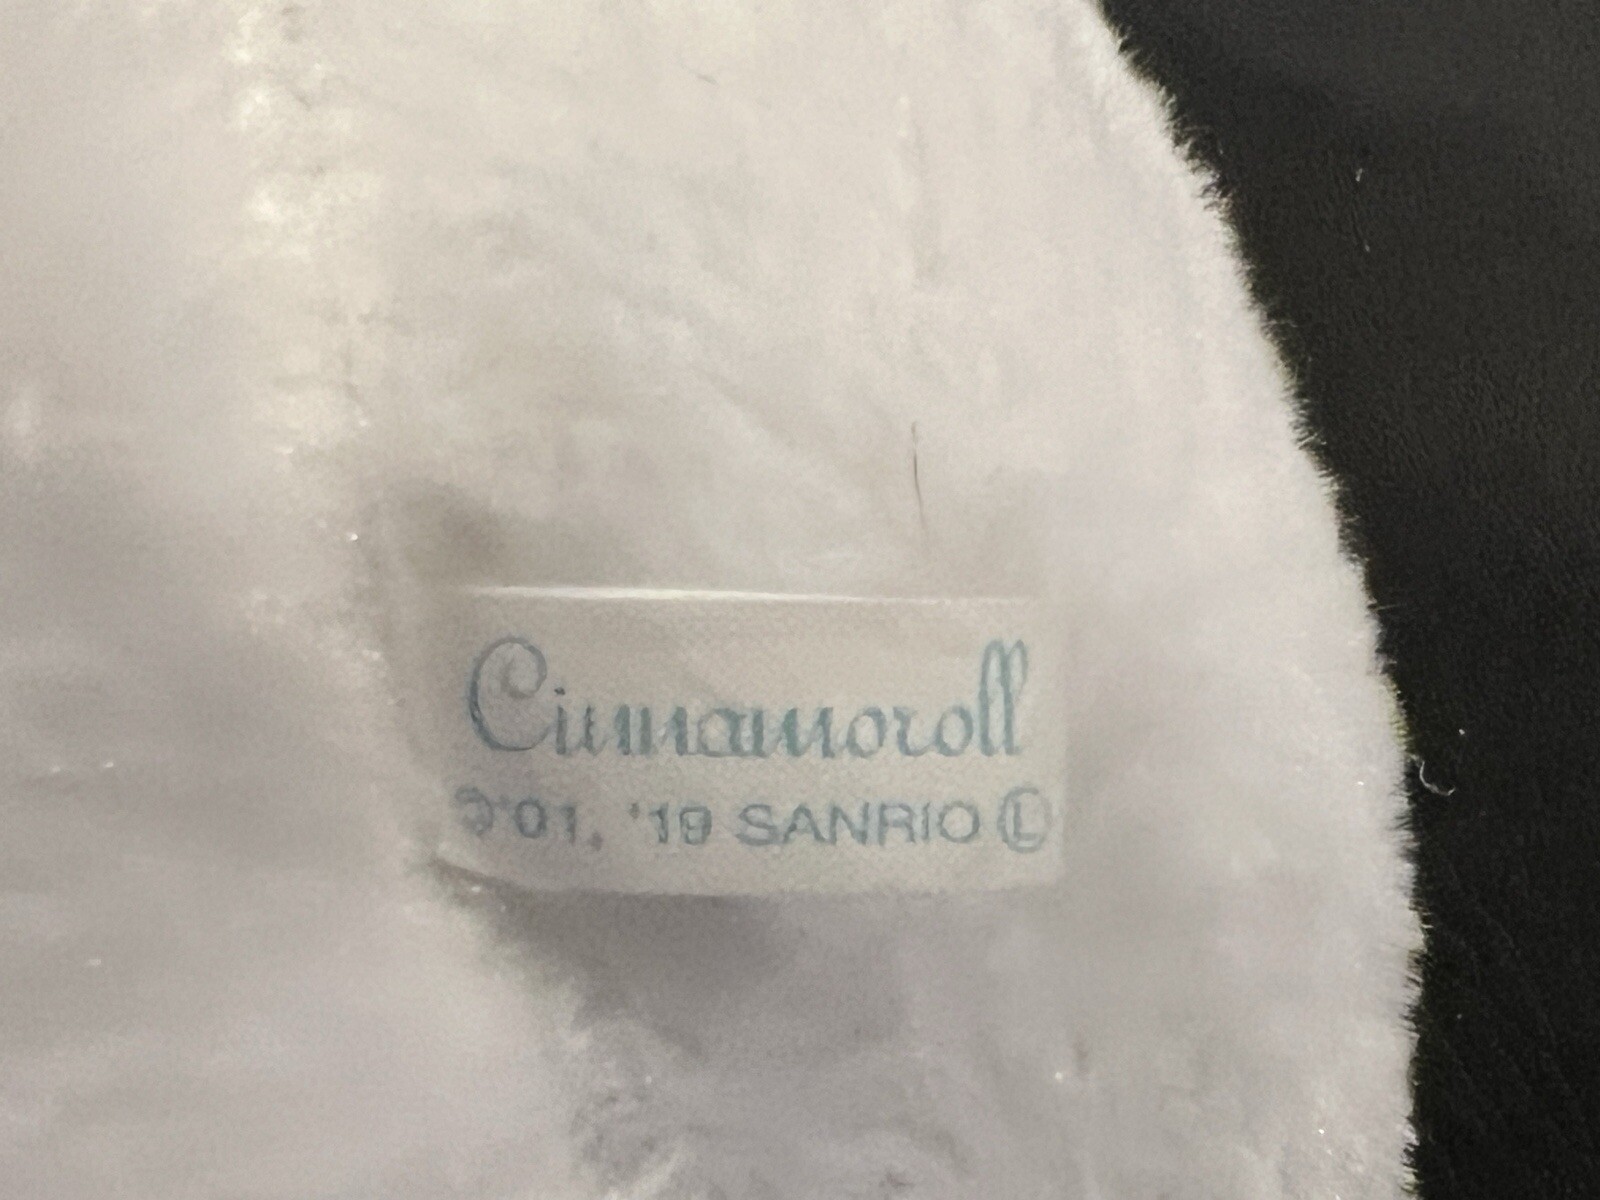 Cinnamoroll
©'01, '19 SANRIO Ⓛ